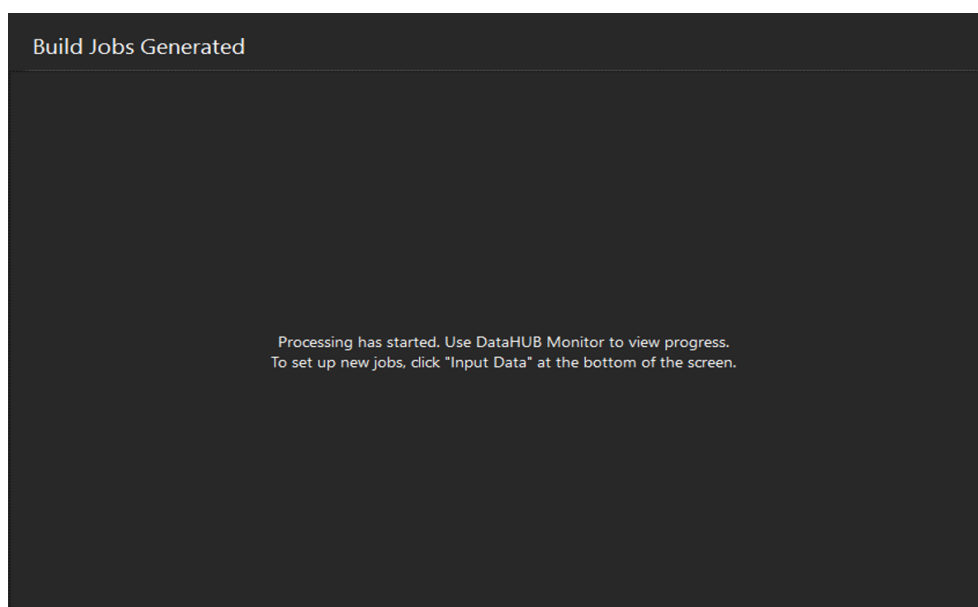 Build Jobs Generated
Processing has started. Use DataHUB Monitor to view progress.
To set up new jobs, click "Input Data" at the bottom of the screen.